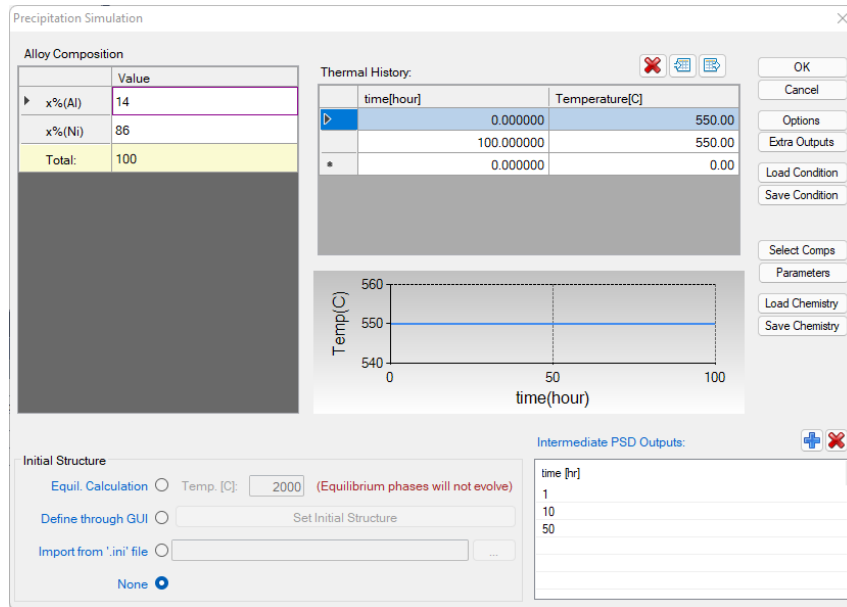 Precipitation Simulation
Alloy Composition
Value
x%(Al) 14
x%(Ni) 86
Total: 100
Thermal History:
time[hour] Temperature[C]
0.000000 550.00
100.000000 550.00
* 0.000000 0.00
OK
Cancel
Options
Extra Outputs
Load Condition
Save Condition
Select Comps
Parameters
Load Chemistry
Save Chemistry
Temp(C)
560
550
540
0 50 100
time(hour)
Initial Structure
Equil. Calculation Temp. [C]: 2000 (Equilibrium phases will not evolve)
Define through GUI Set Initial Structure
Import from '.ini' file ...
None
Intermediate PSD Outputs:
time [hr]
1
10
50